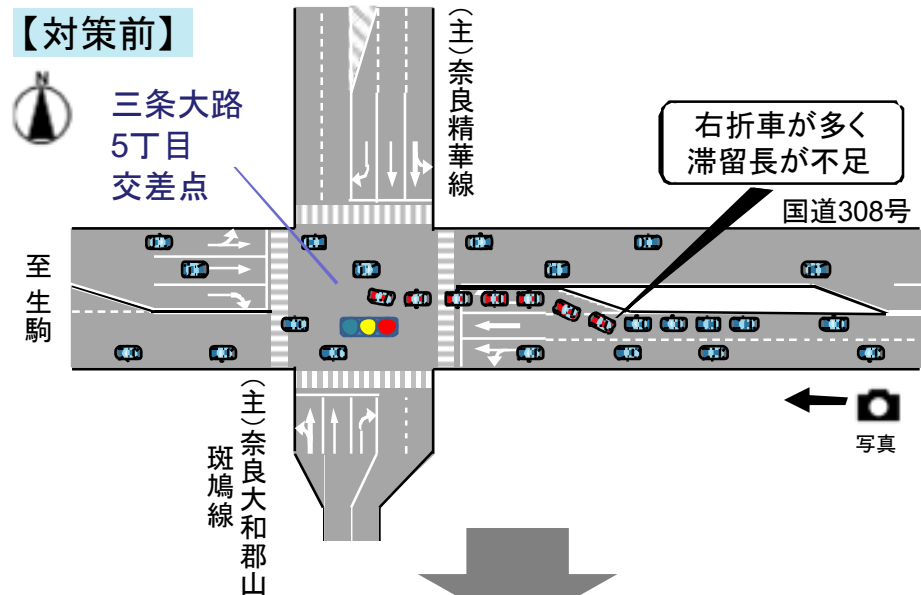 【対策前】
N
三条大路
5丁目
交差点
(主)奈良精華線
右折車が多く
滞留長が不足
国道308号
至生駒
写真
(主)奈良大和郡山
斑鳩線